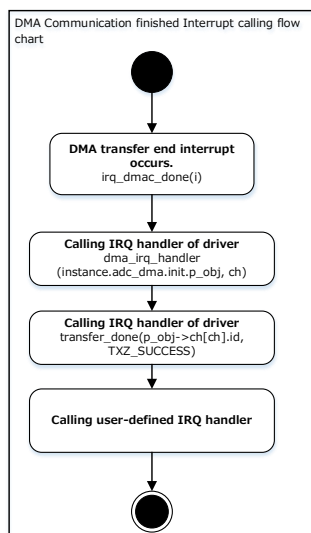 DMA Communication finished Interrupt calling flow
chart
DMA transfer end interrupt
occurs.
irq_dmac_done(i)
Calling IRQ handler of driver
dma_irq_handler
(instance.adc_dma.init.p_obj, ch)
Calling IRQ handler of driver
transfer_done(p_obj->ch[ch].id,
TXZ_SUCCESS)
Calling user-defined IRQ handler